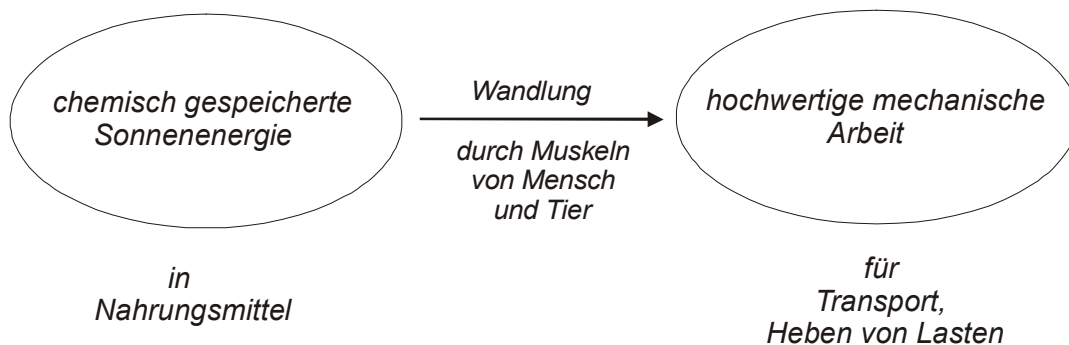 chemisch gespeicherte
Sonnenenergie
in
Nahrungsmittel
Wandlung
durch Muskeln
von Mensch
und Tier
hochwertige mechanische
Arbeit
für
Transport,
Heben von Lasten